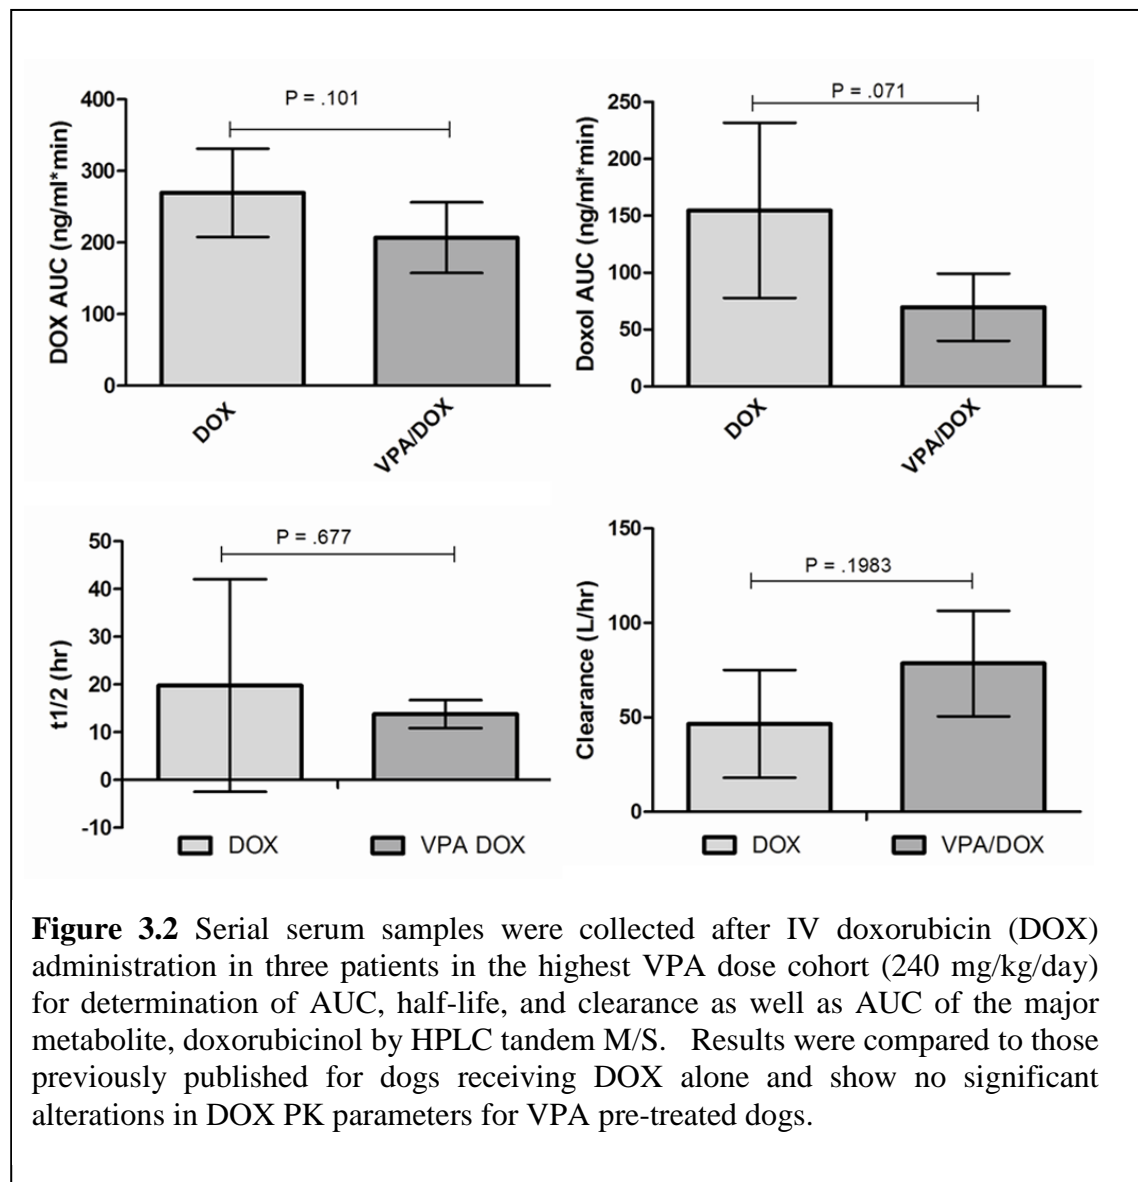 P = .101
DOX AUC (ng/ml*min)
400
300
200
100
0
DOX
VPA/DOX
P = .071
Doxol AUC (ng/ml*min)
250
200
150
100
50
0
DOX
VPA/DOX
P = .677
t1/2 (hr)
50
40
30
20
10
0
-10
DOX
VPA DOX
P = .1983
Clearance (L/hr)
150
100
50
0
DOX
VPA/DOX
Figure 3.2 Serial serum samples were collected after IV doxorubicin (DOX)
administration in three patients in the highest VPA dose cohort (240 mg/kg/day)
for determination of AUC, half-life, and clearance as well as AUC of the major
metabolite, doxorubicinol by HPLC tandem M/S. Results were compared to those
previously published for dogs receiving DOX alone and show no significant
alterations in DOX PK parameters for VPA pre-treated dogs.